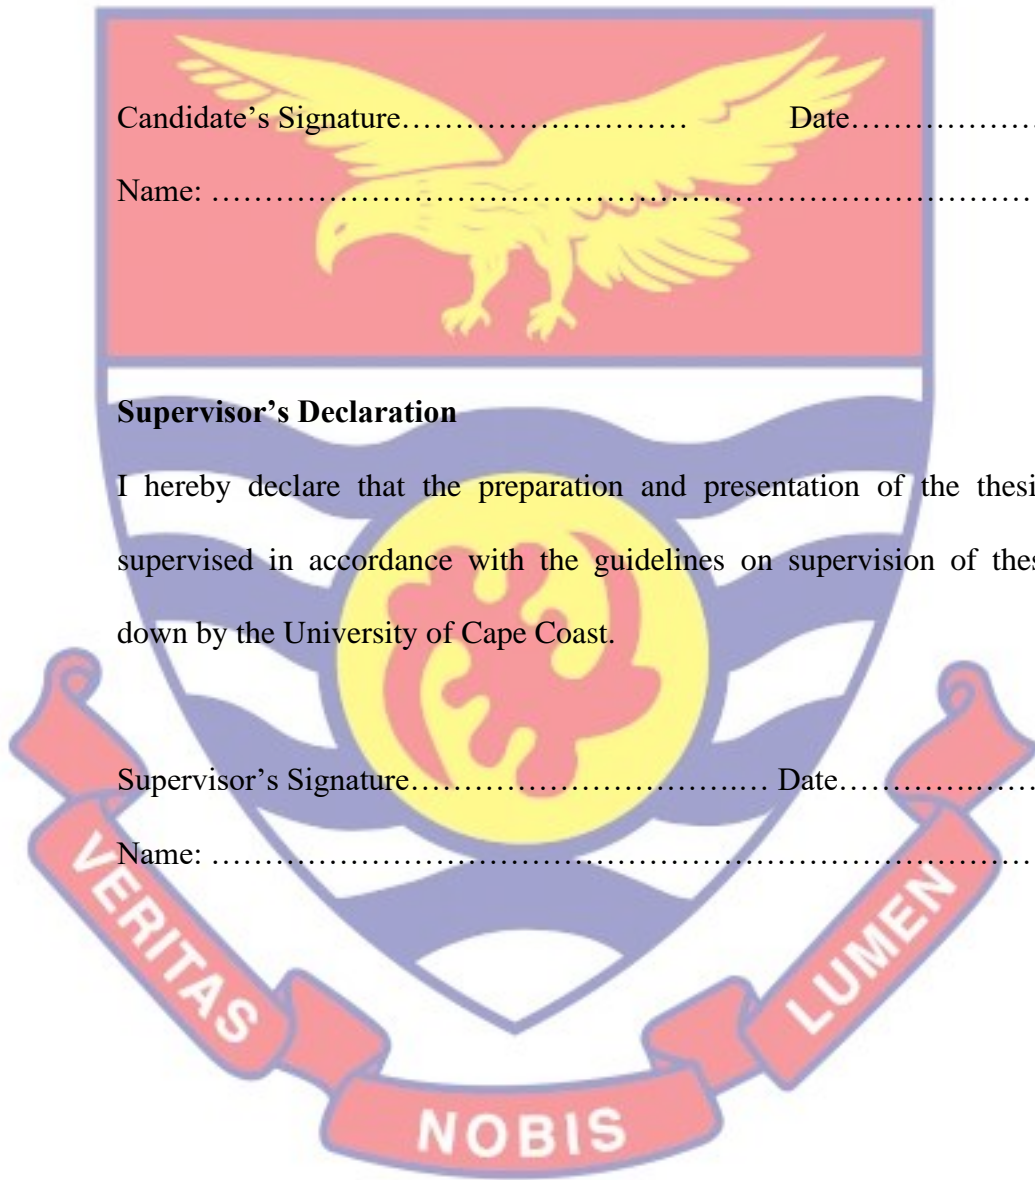 Candidate’s Signature……………………… Date…………………
Name: ……………………………………………………………………
Supervisor’s Declaration
I hereby declare that the preparation and presentation of the thesi
supervised in accordance with the guidelines on supervision of thes
down by the University of Cape Coast.
Supervisor’s Signature………………………….… Date………….……
Name: ……………………………………………………………………
VERITAS
NOBIS
LUMEN